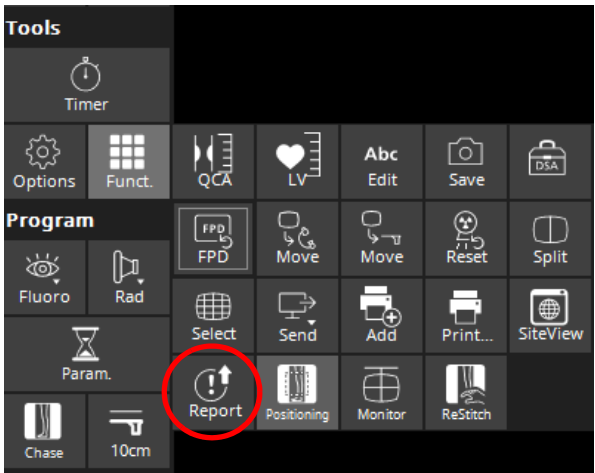 Tools
Timer
Options
Funct.
QCA
LV
Abc
Edit
Save
DSA
Program
FPD
FPD
Move
Move
Reset
Split
Fluoro
Rad
Select
Send
Add
Print...
SiteView
Param.
Report
Positioning
Monitor
ReStitch
Chase
10cm